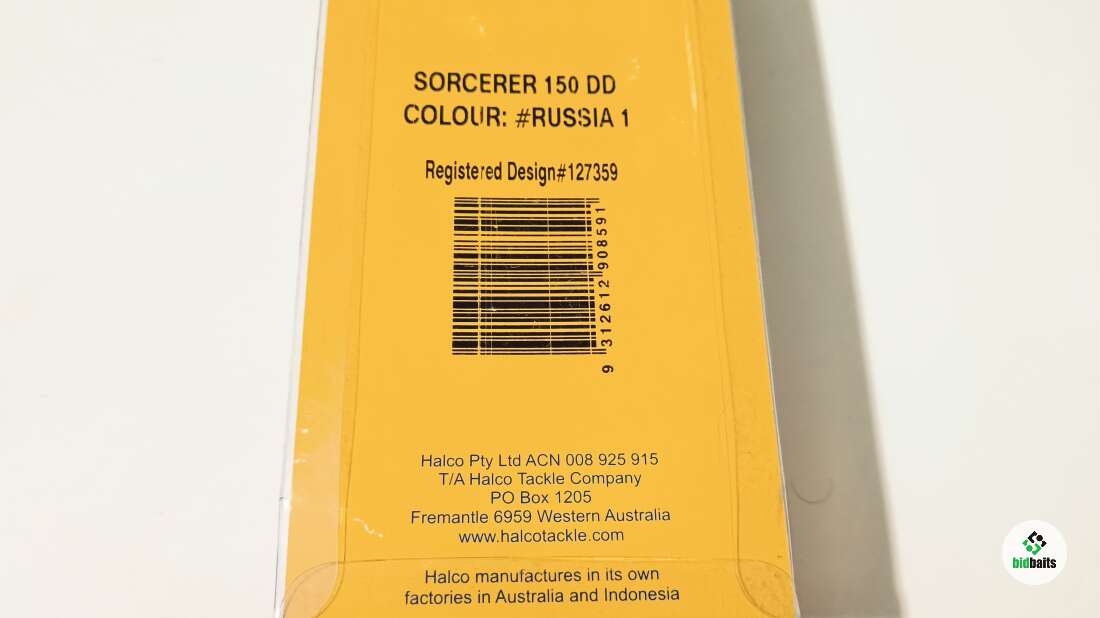 SORCERER 150 DD
COLOUR: #RUSSIA 1
Registered Design#127359
9 312612 908591
Halco Pty Ltd ACN 008 925 915
T/A Halco Tackle Company
PO Box 1205
Fremantle 6959 Western Australia
www.halcotackle.com
Halco manufactures in its own
factories in Australia and Indonesia
bidbaits